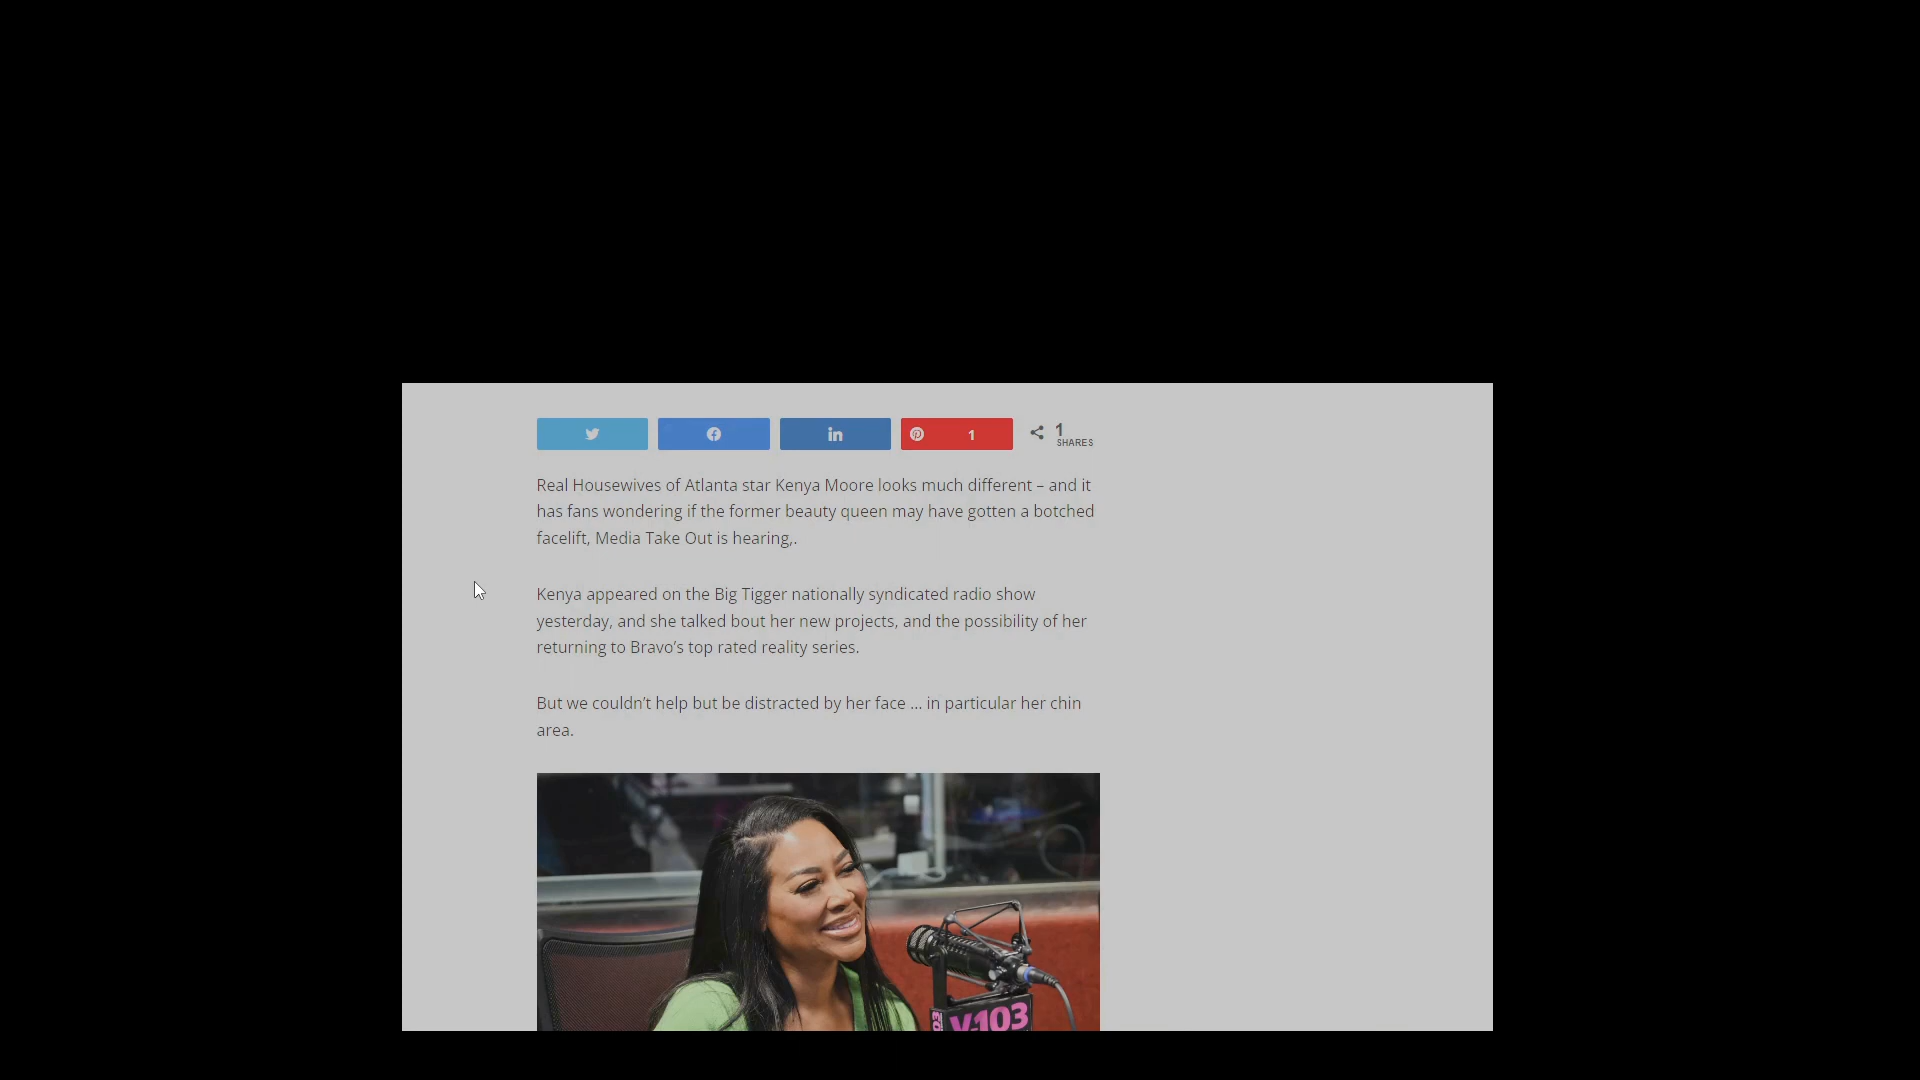 1
1
SHARES
Real Housewives of Atlanta star Kenya Moore looks much different – and it
has fans wondering if the former beauty queen may have gotten a botched
facelift, Media Take Out is hearing,.
Kenya appeared on the Big Tigger nationally syndicated radio show
yesterday, and she talked bout her new projects, and the possibility of her
returning to Bravo’s top rated reality series.
But we couldn’t help but be distracted by her face … in particular her chin
area.
V-103